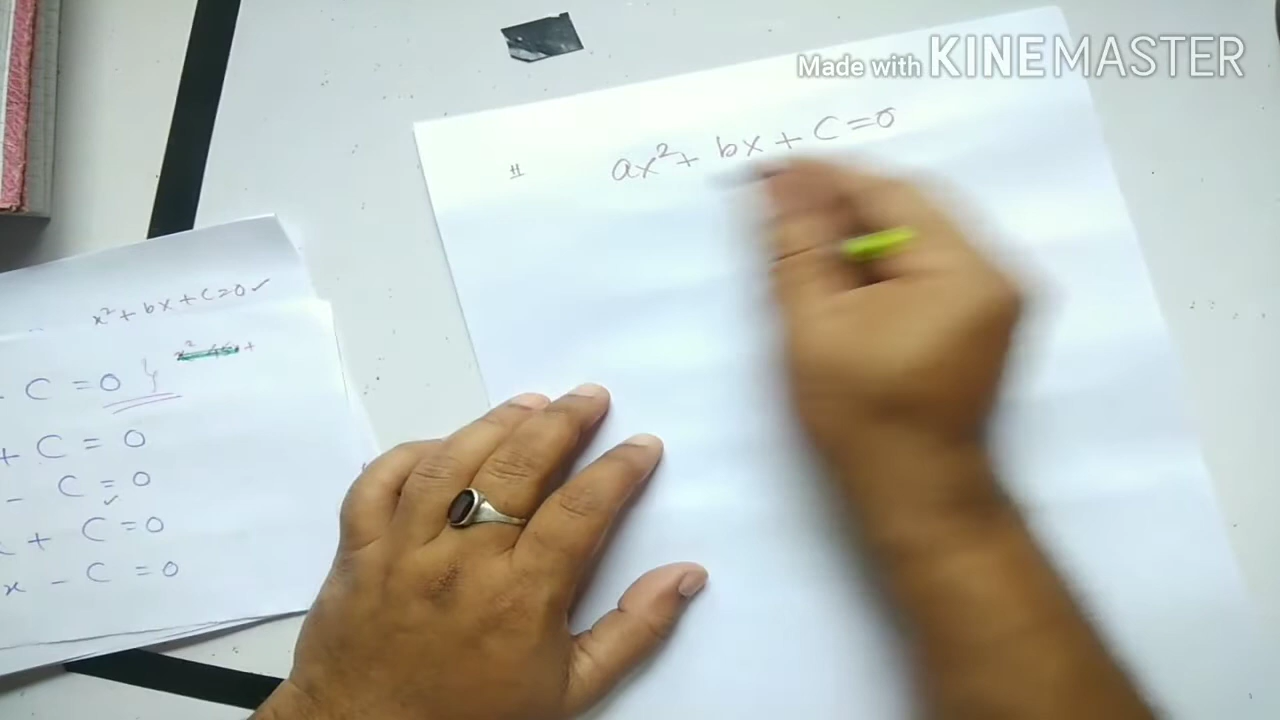 Made with KINEMASTER
# ax² + bx + C = 0
x² + bx + C = 0 ✓
- C = 0 }
+ C = 0
- C = 0
✓
+ C = 0
x - C = 0